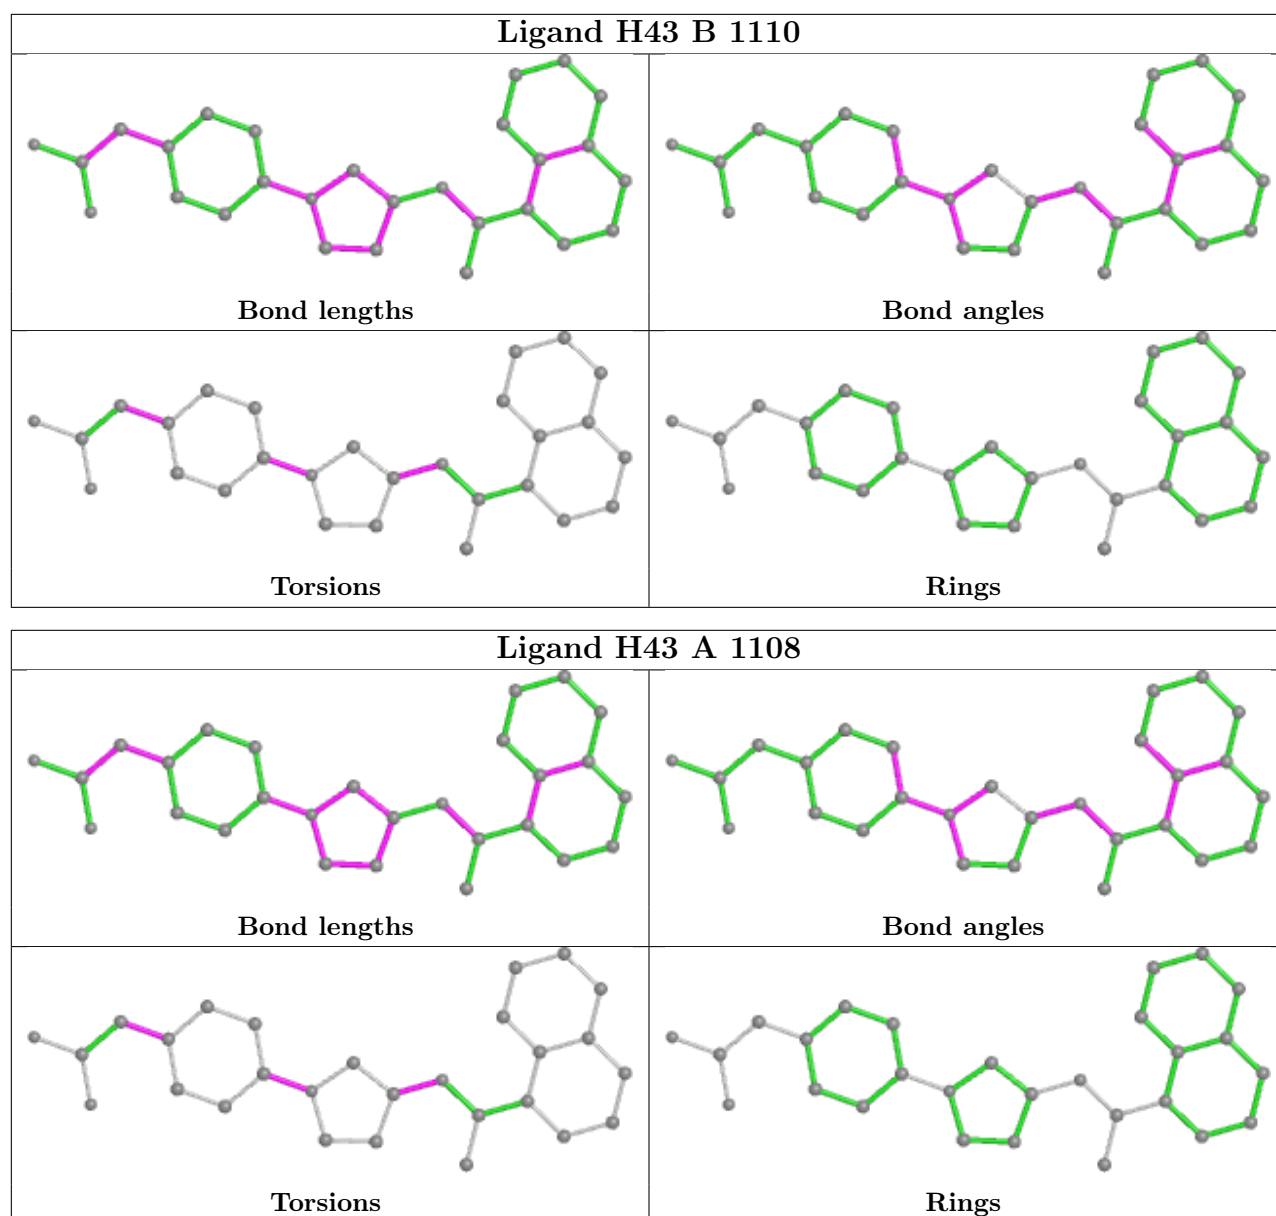 Ligand H43 B 1110
Bond lengths
Bond angles
Torsions
Rings
Ligand H43 A 1108
Bond lengths
Bond angles
Torsions
Rings